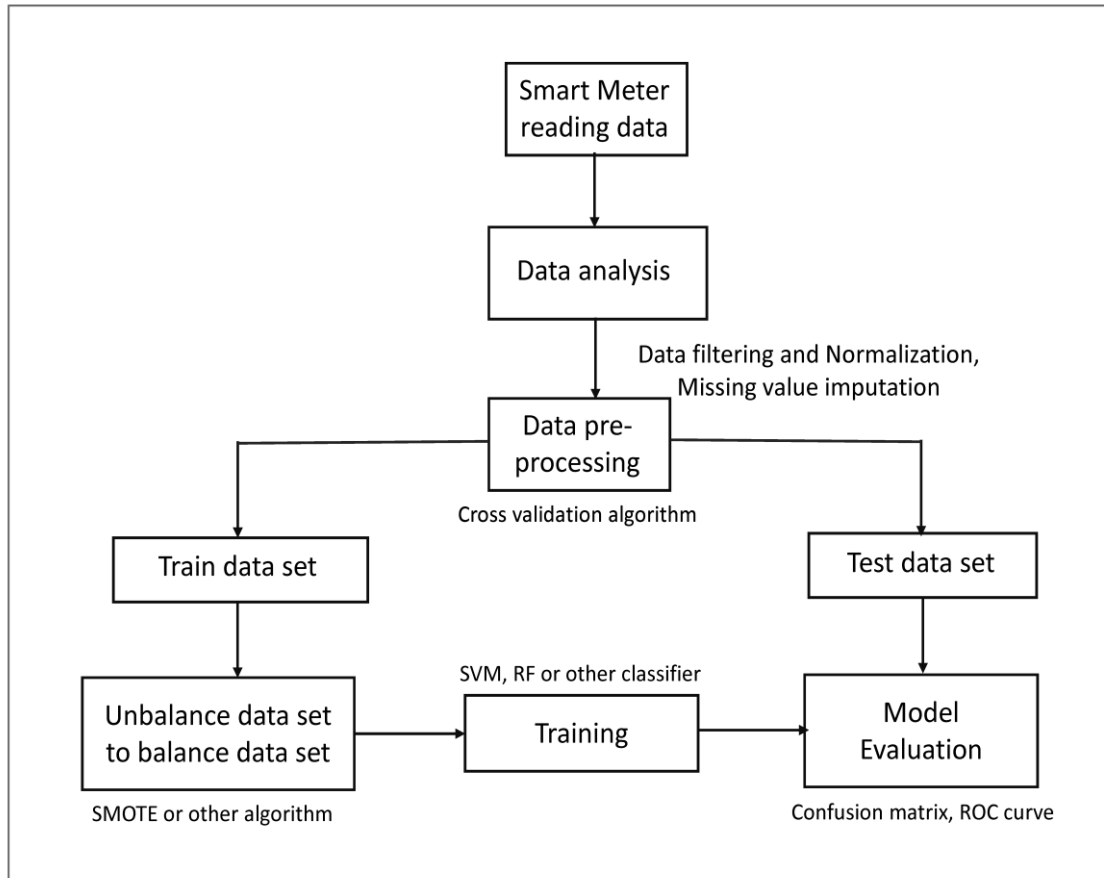 Smart Meter
reading data
Data analysis
Data filtering and Normalization,
Missing value imputation
Data pre-
processing
Cross validation algorithm
Train data set
Test data set
Unbalance data set
to balance data set
SMOTE or other algorithm
SVM, RF or other classifier
Training
Model
Evaluation
Confusion matrix, ROC curve